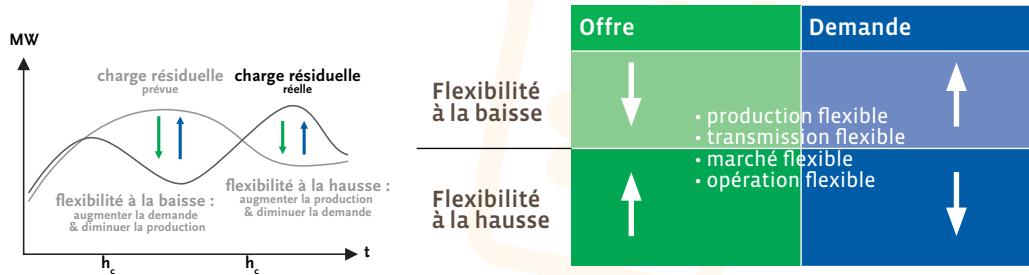 MW
charge résiduelle
prévue
charge résiduelle
réelle
flexibilité à la baisse :
augmenter la demande
& diminuer la production
flexibilité à la hausse :
augmenter la production
& diminuer la demande
h_c
h_c
t
Offre
Demande
Flexibilité
à la baisse
• production flexible
• transmission flexible
• marché flexible
• opération flexible
Flexibilité
à la hausse